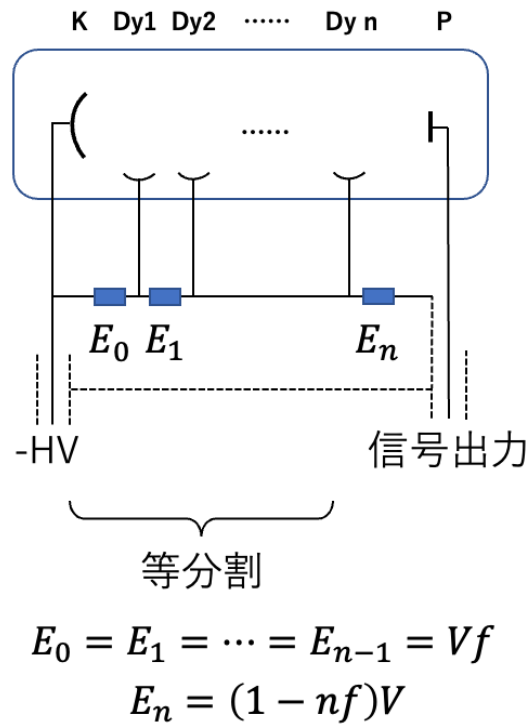 K Dy1 Dy2 ⋯⋯ Dy n P
⋯⋯
E₀ E₁ Eₙ
-HV 信号出力
等分割
E₀ = E₁ = ⋯ = Eₙ₋₁ = Vf
Eₙ = (1 − nf)V